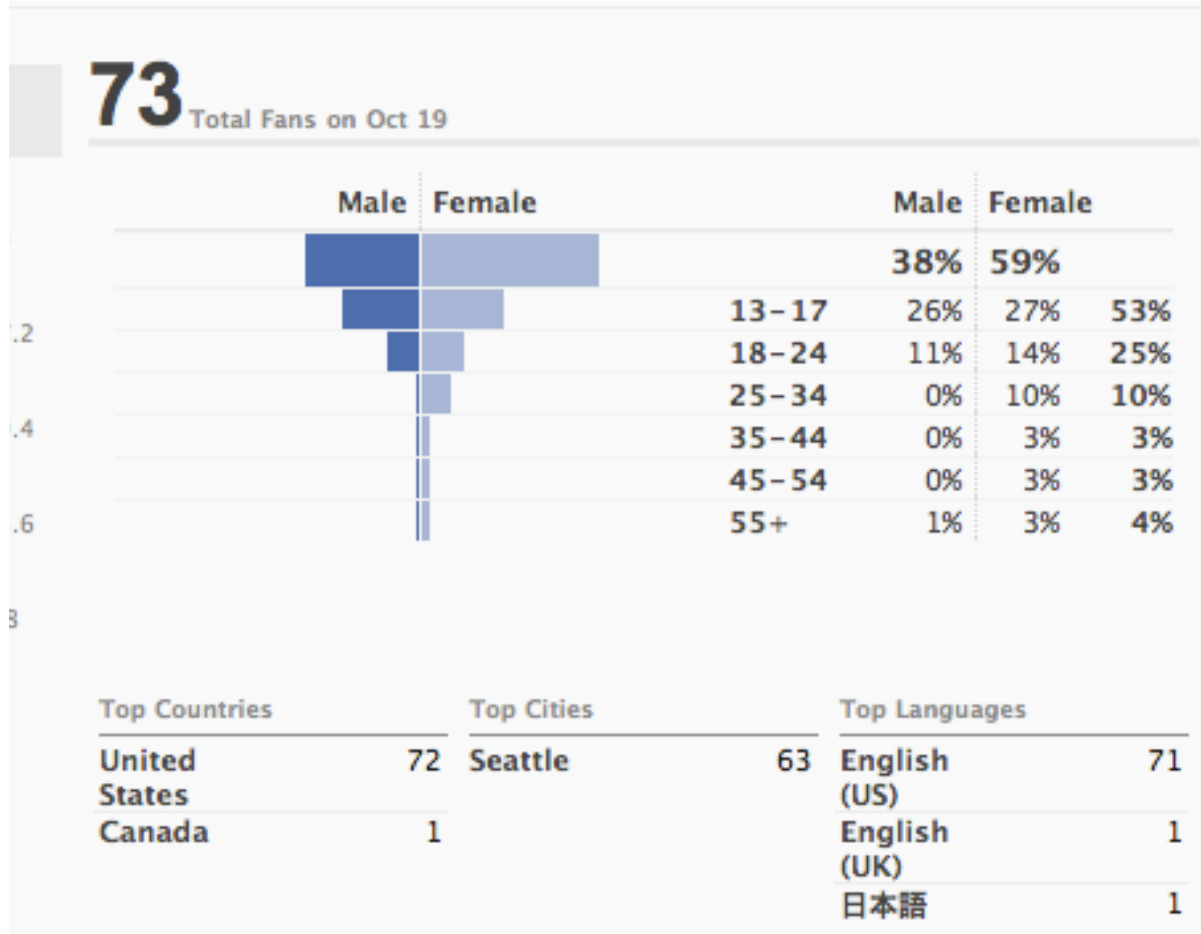 73 Total Fans on Oct 19
Male Female Male Female
38% 59%
13-17 26% 27% 53%
.2
18-24 11% 14% 25%
25-34 0% 10% 10%
.4
35-44 0% 3% 3%
45-54 0% 3% 3%
.6
55+ 1% 3% 4%
Top Countries Top Cities Top Languages
United 72 Seattle 63 English 71
States (US)
Canada 1 English 1
(UK)
日本語 1